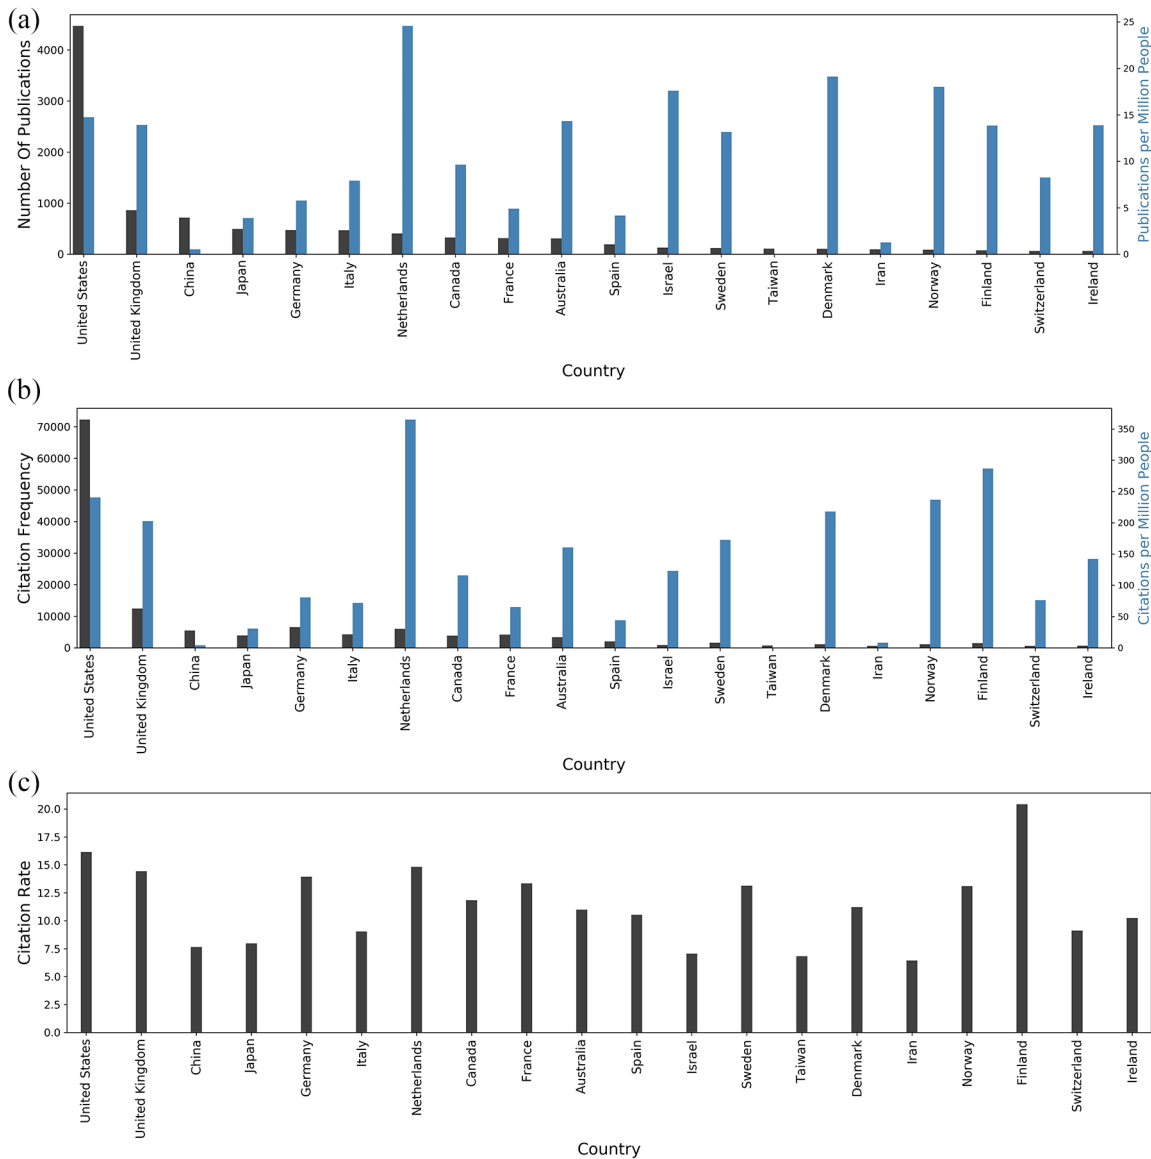 (a)
Number Of Publications
4000
3000
2000
1000
0
25
20
15
10
5
0
Publications per Million People
United States
United Kingdom
China
Japan
Germany
Italy
Netherlands
Canada
France
Australia
Spain
Israel
Sweden
Taiwan
Denmark
Iran
Norway
Finland
Switzerland
Ireland
Country
(b)
Citation Frequency
70000
60000
50000
40000
30000
20000
10000
0
350
300
250
200
150
100
50
0
Citations per Million People
United States
United Kingdom
China
Japan
Germany
Italy
Netherlands
Canada
France
Australia
Spain
Israel
Sweden
Taiwan
Denmark
Iran
Norway
Finland
Switzerland
Ireland
Country
(c)
Citation Rate
20.0
17.5
15.0
12.5
10.0
7.5
5.0
2.5
0.0
United States
United Kingdom
China
Japan
Germany
Italy
Netherlands
Canada
France
Australia
Spain
Israel
Sweden
Taiwan
Denmark
Iran
Norway
Finland
Switzerland
Ireland
Country